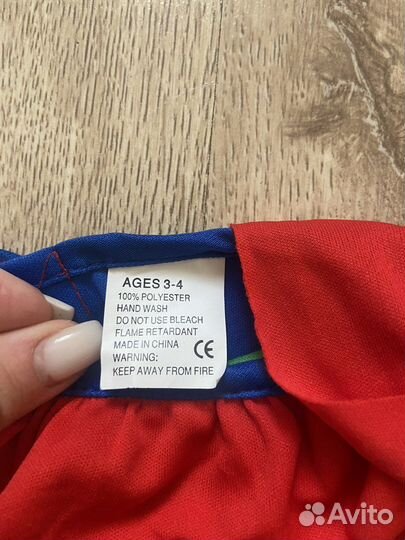 AGES 3-4
100% POLYESTER
HAND WASH
DO NOT USE BLEACH
FLAME RETARDANT
MADE IN CHINA
WARNING: CE
KEEP AWAY FROM FIRE
Avito